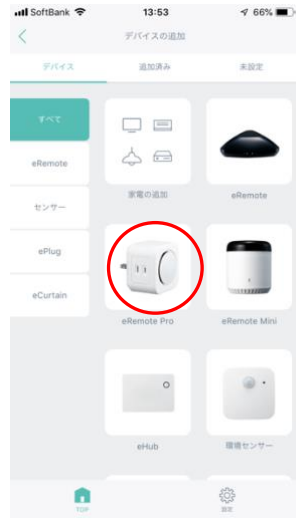 SoftBank 13:53 66%
デバイスの追加
デバイス 追加済み 未設定
すべて
eRemote
センサー
ePlug
eCurtain
家電の追加 eRemote
eRemote Pro eRemote Mini
eHub 環境センサー
TOP 設定